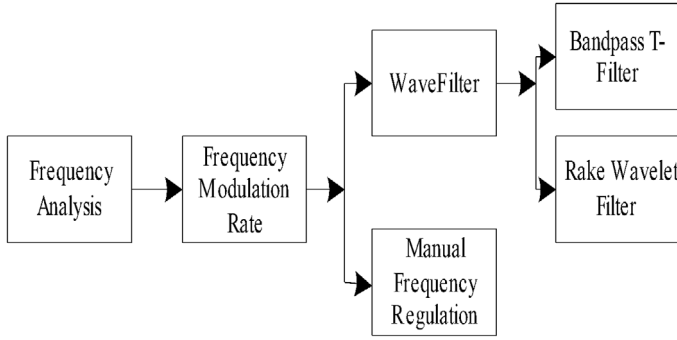 Frequency
Analysis
Frequency
Modulation
Rate
WaveFilter
Manual
Frequency
Regulation
Bandpass T-
Filter
Rake Wavelet
Filter